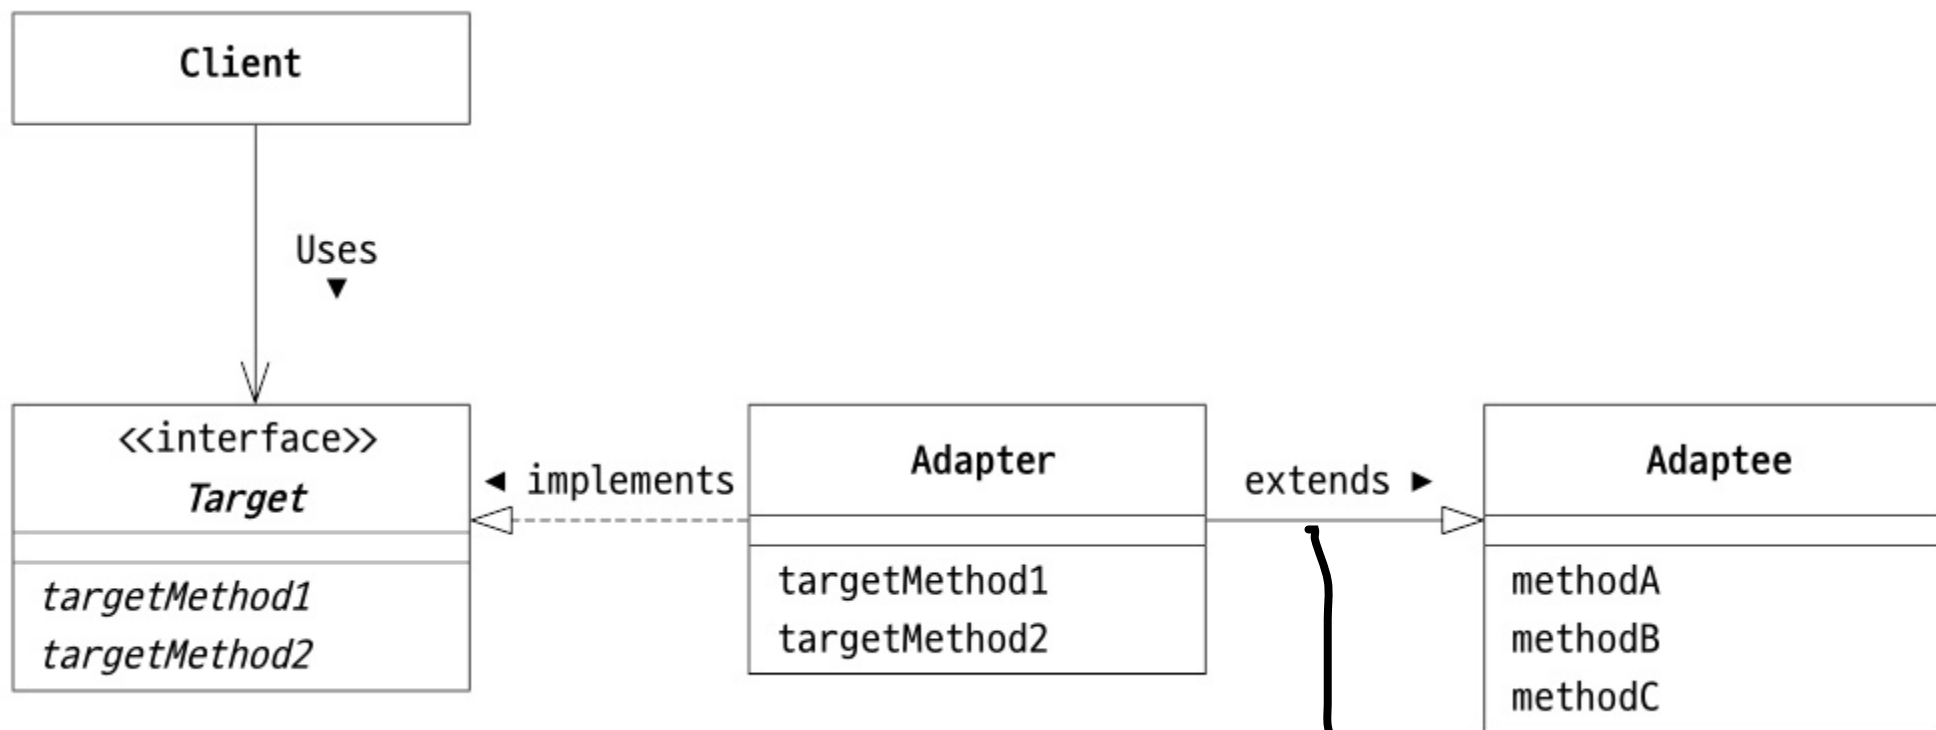 Client
Uses
▼
<<interface>>
Target
targetMethod1
targetMethod2
◄ implements
Adapter
targetMethod1
targetMethod2
extends ►
Adaptee
methodA
methodB
methodC